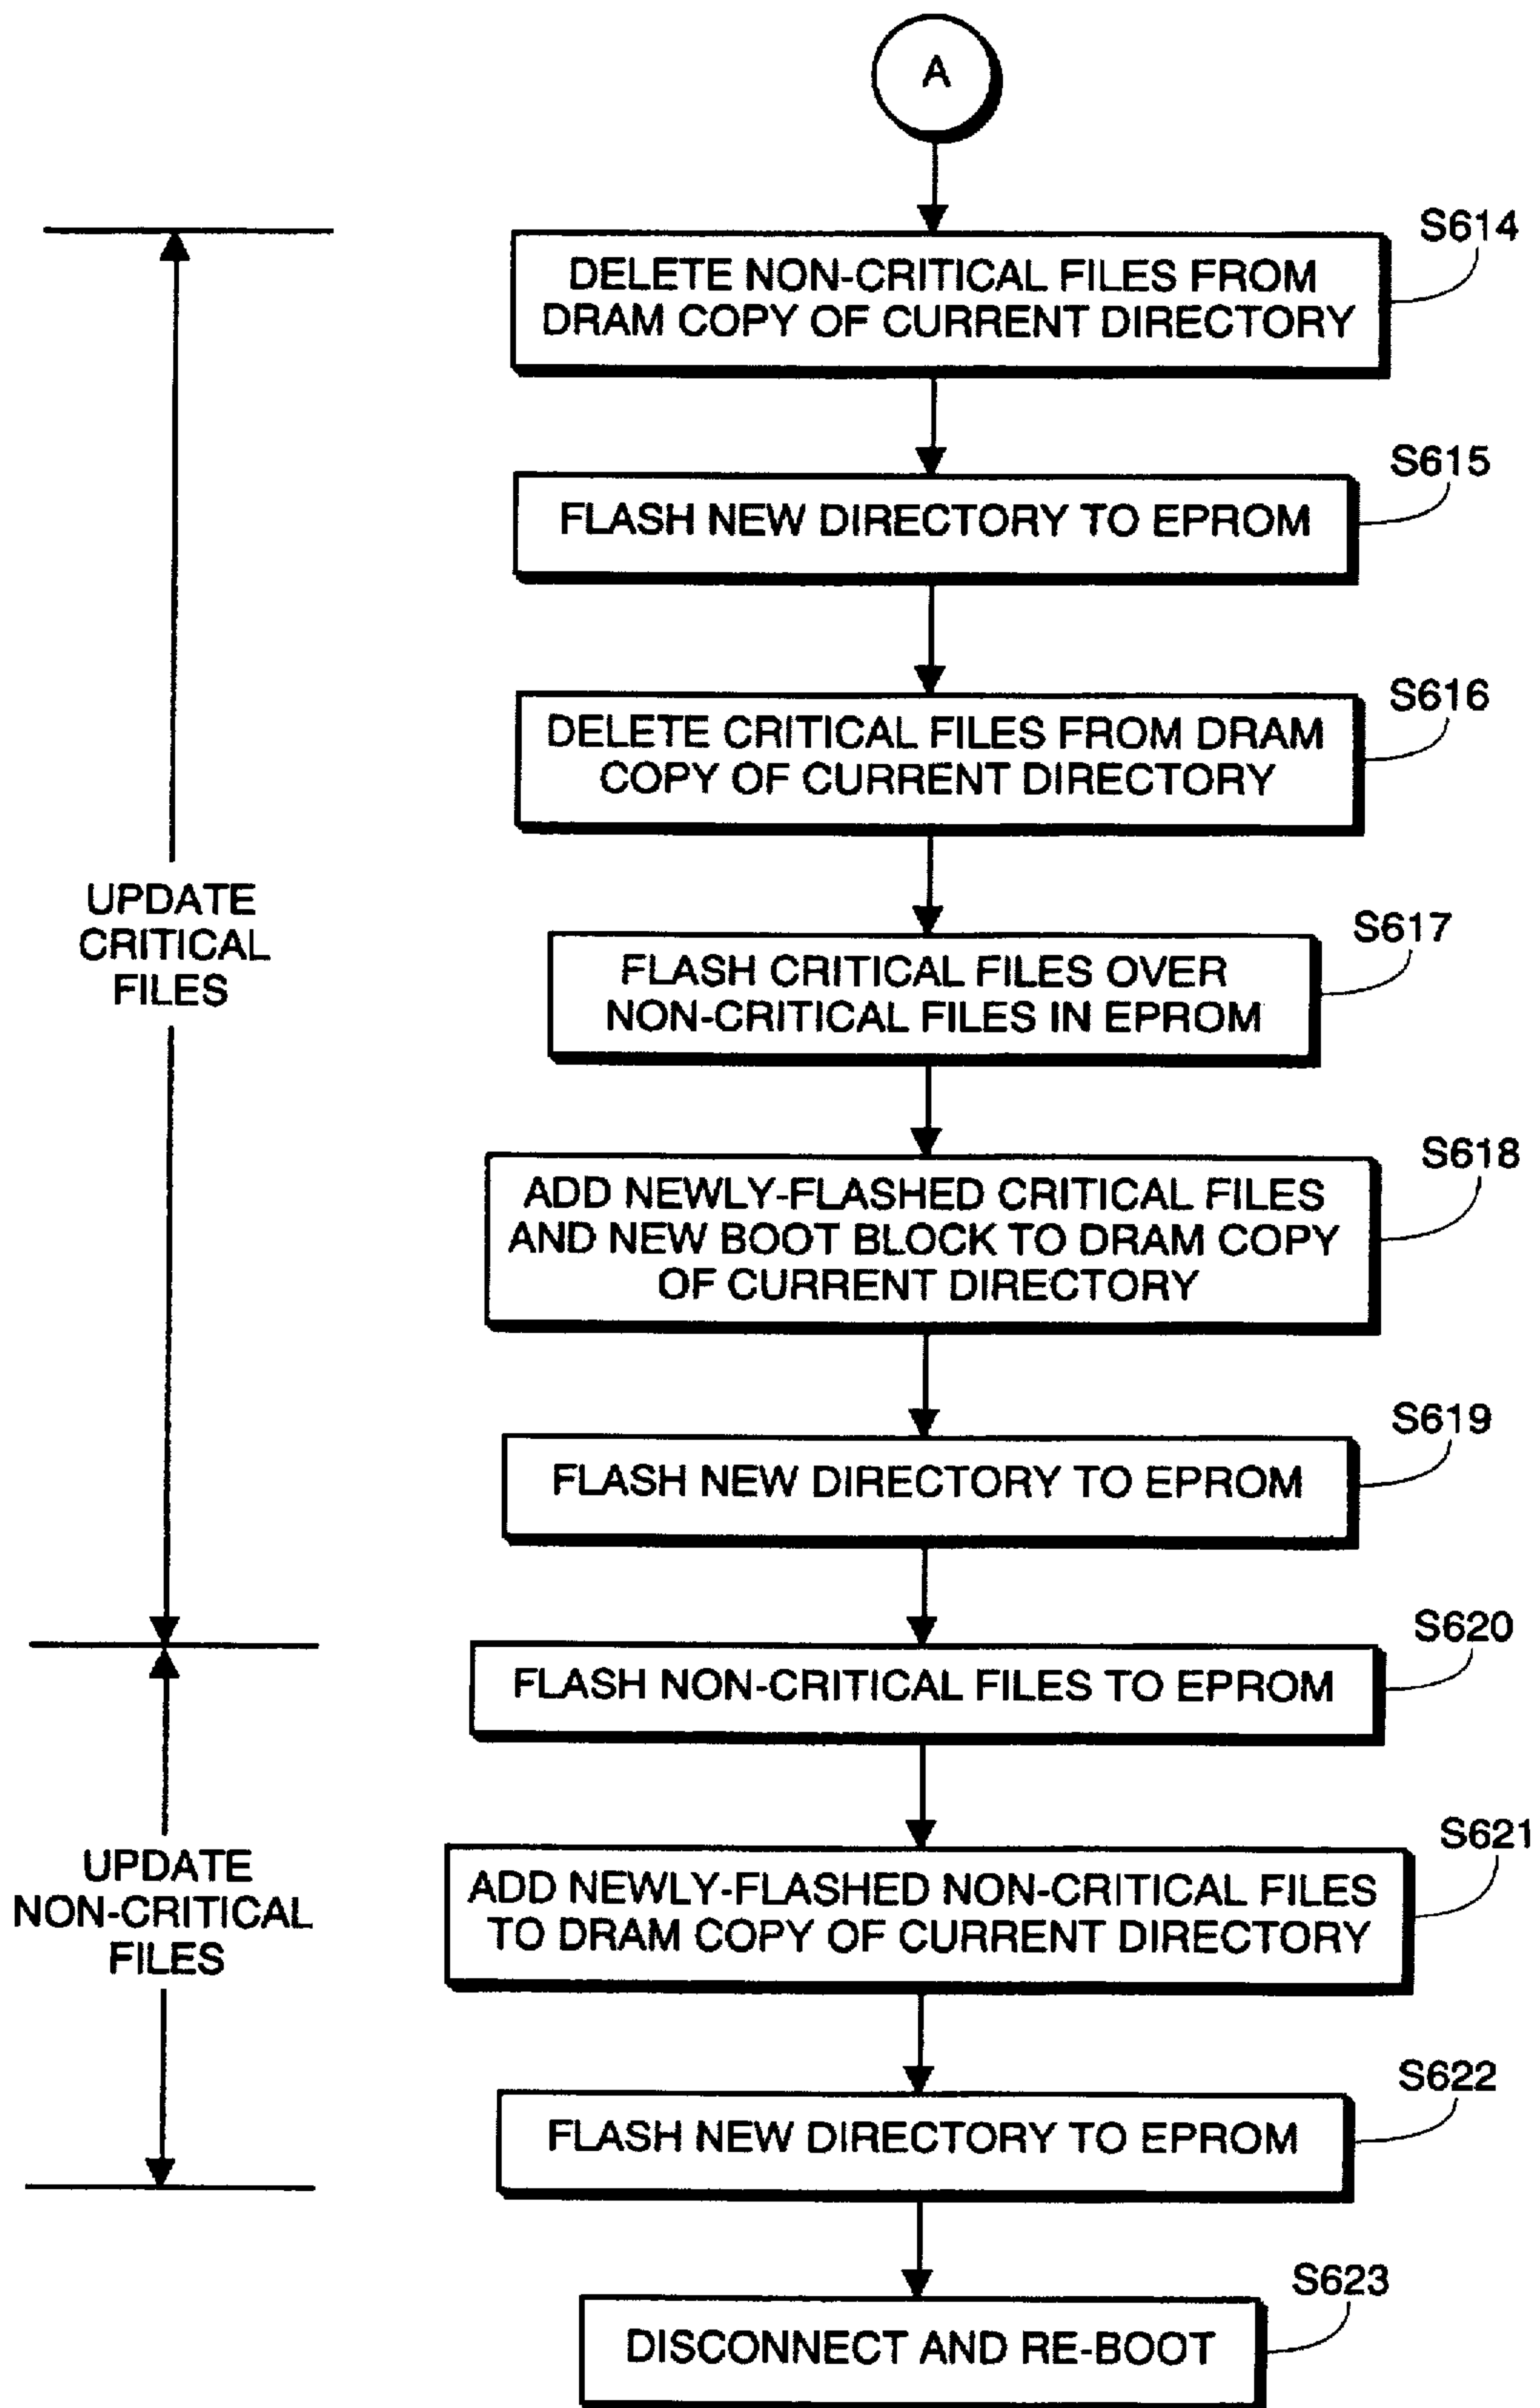 A
S614
DELETE NON-CRITICAL FILES FROM
DRAM COPY OF CURRENT DIRECTORY
S615
FLASH NEW DIRECTORY TO EPROM
S616
DELETE CRITICAL FILES FROM DRAM
COPY OF CURRENT DIRECTORY
UPDATE
CRITICAL
FILES
S617
FLASH CRITICAL FILES OVER
NON-CRITICAL FILES IN EPROM
S618
ADD NEWLY-FLASHED CRITICAL FILES
AND NEW BOOT BLOCK TO DRAM COPY
OF CURRENT DIRECTORY
S619
FLASH NEW DIRECTORY TO EPROM
S620
FLASH NON-CRITICAL FILES TO EPROM
UPDATE
NON-CRITICAL
FILES
S621
ADD NEWLY-FLASHED NON-CRITICAL FILES
TO DRAM COPY OF CURRENT DIRECTORY
S622
FLASH NEW DIRECTORY TO EPROM
S623
DISCONNECT AND RE-BOOT